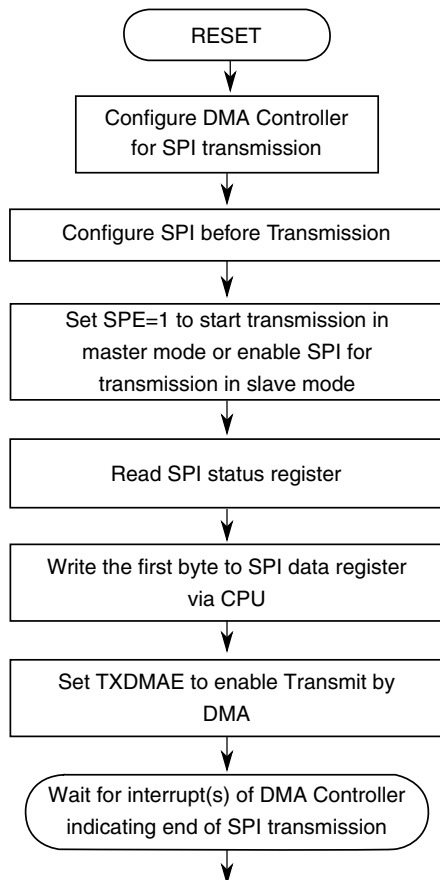 RESET
Configure DMA Controller
for SPI transmission
Configure SPI before Transmission
Set SPE=1 to start transmission in
master mode or enable SPI for
transmission in slave mode
Read SPI status register
Write the first byte to SPI data register
via CPU
Set TXDMAE to enable Transmit by
DMA
Wait for interrupt(s) of DMA Controller
indicating end of SPI transmission